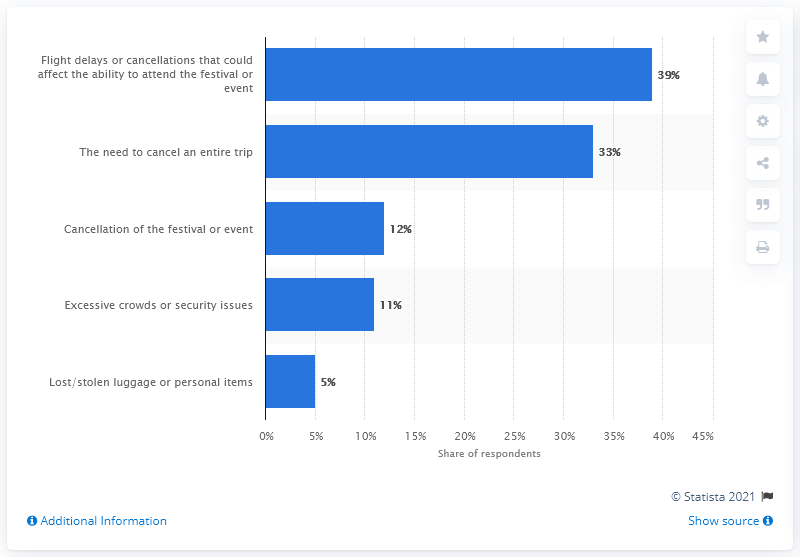 Flight delays or cancellations that could
affect the ability to attend the festival or
event
39%
The need to cancel an entire trip
33%
Cancellation of the festival or event
12%
Excessive crowds or security issues
11%
Lost/stolen luggage or personal items
5%
0% 5% 10% 15% 20% 25% 30% 35% 40% 45%
Share of respondents
© Statista 2021
Additional Information
Show source